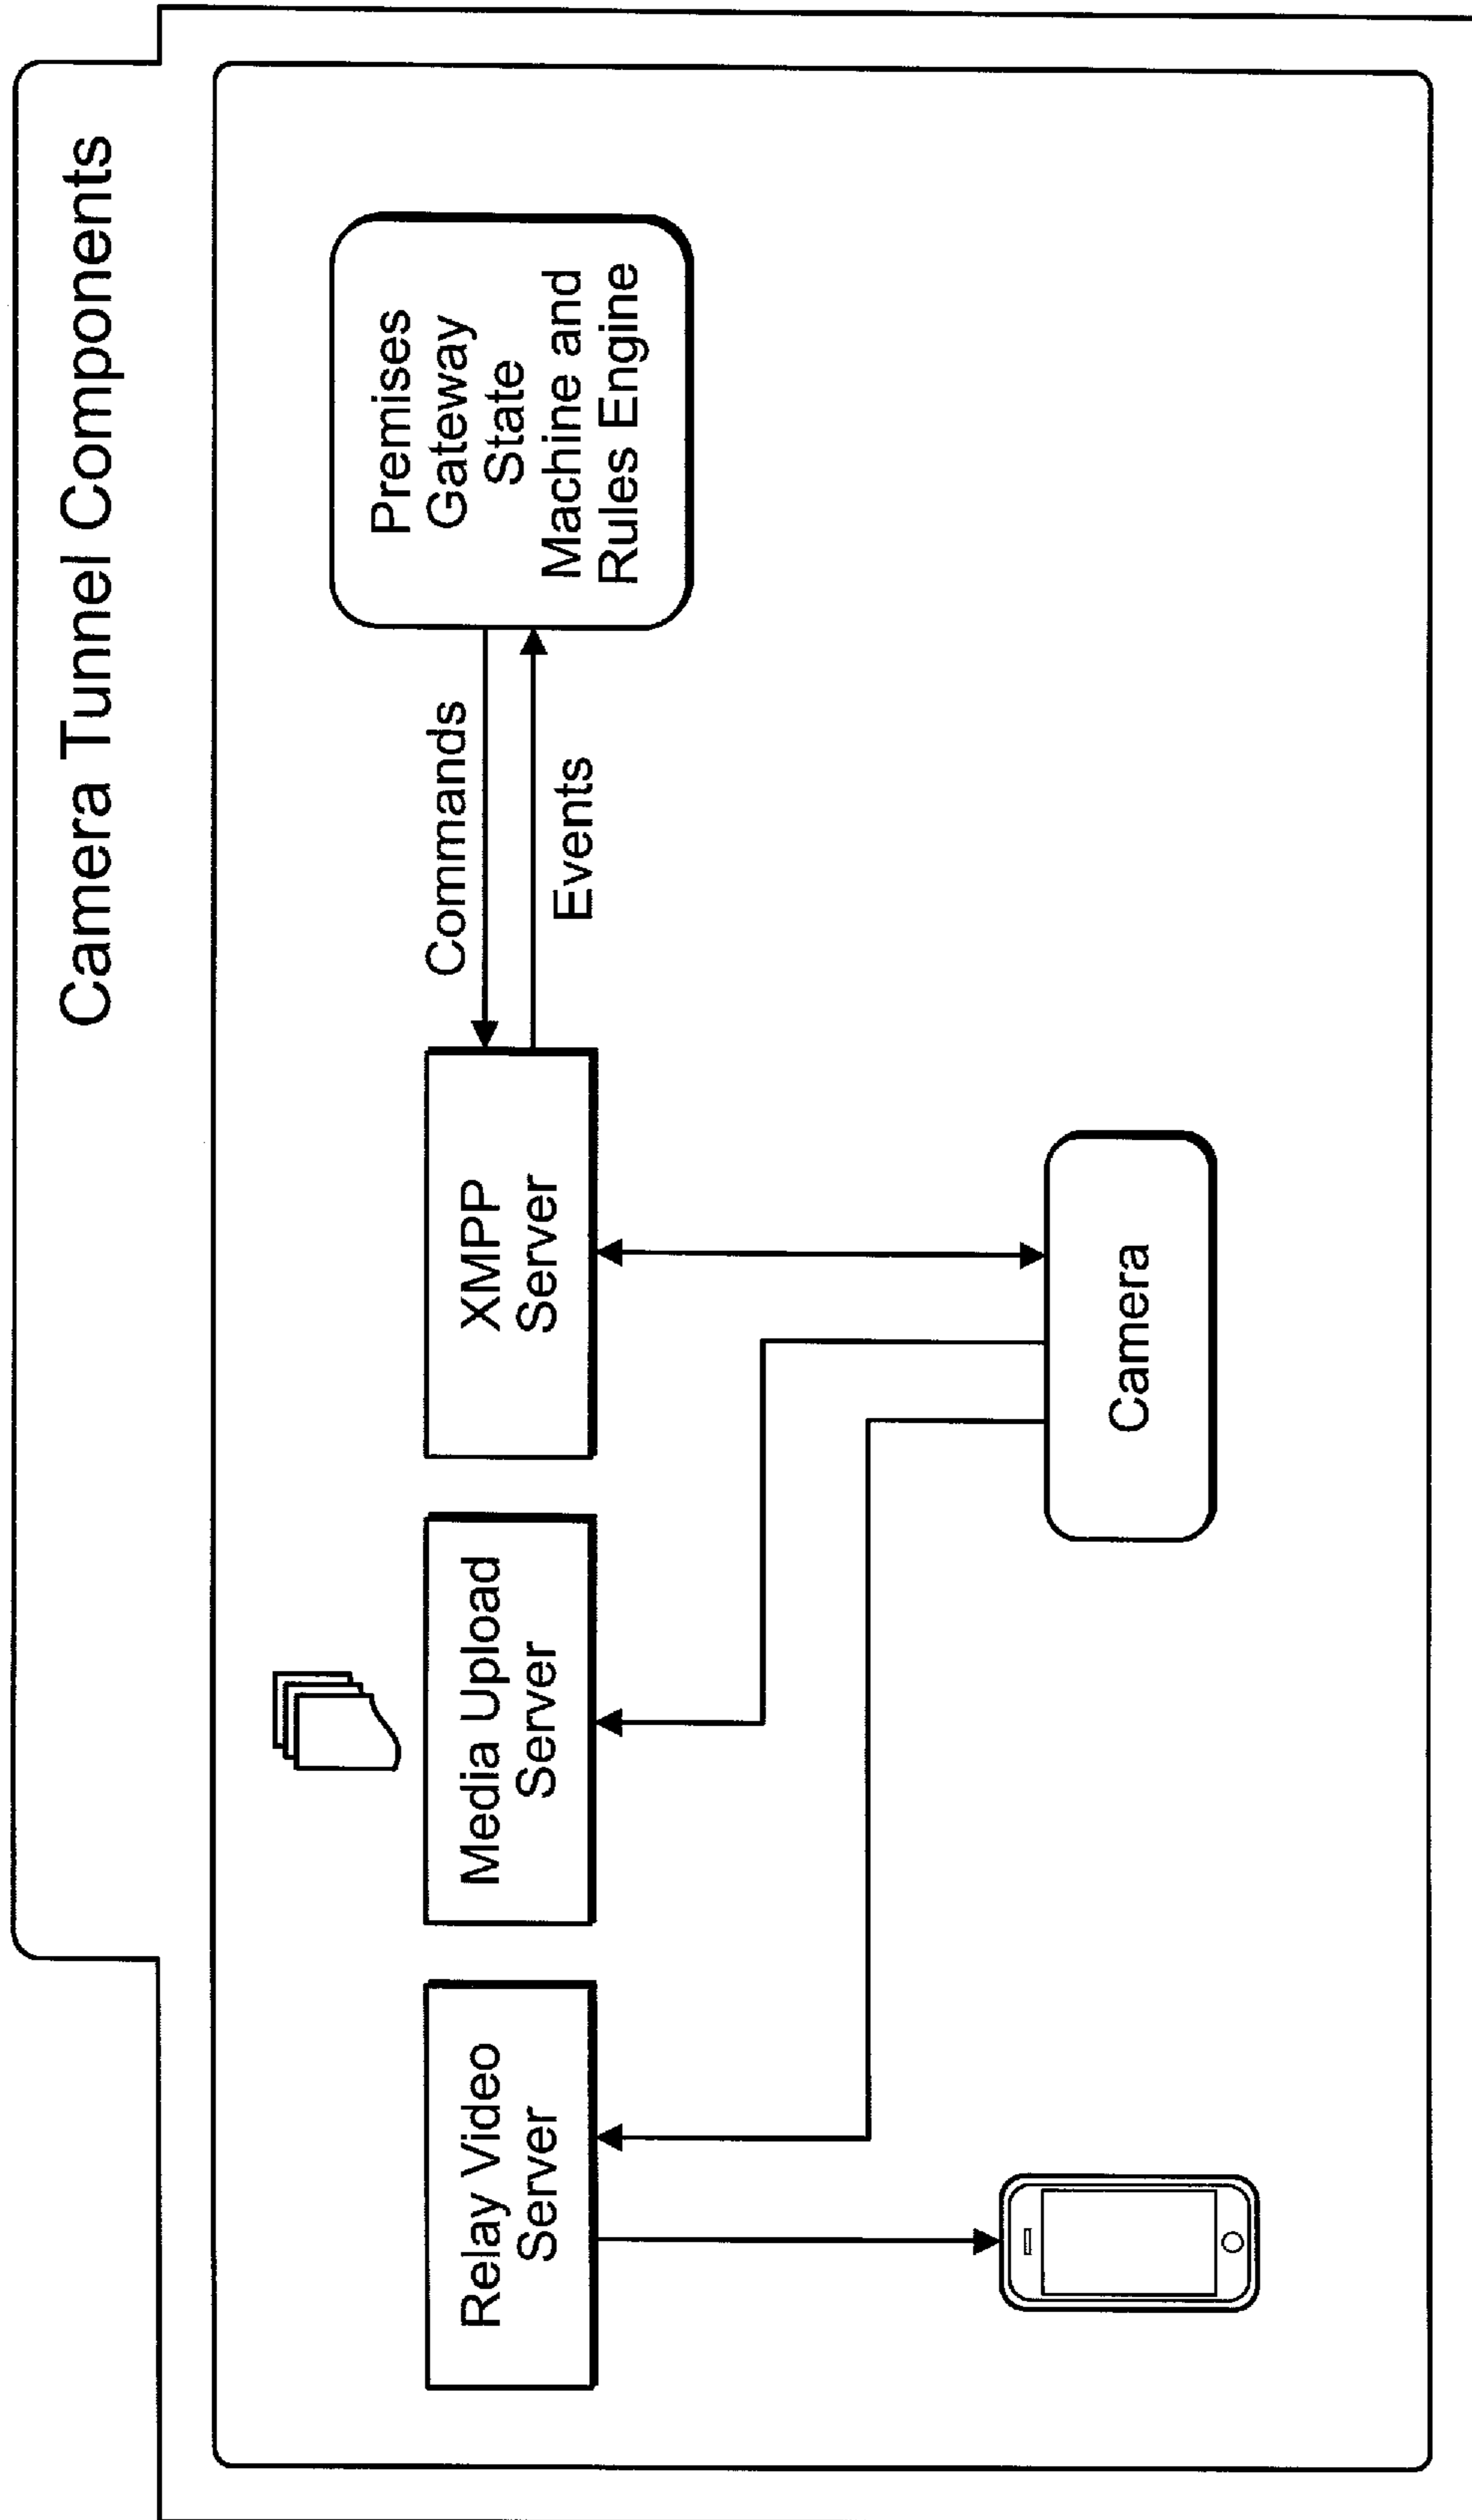 Camera Tunnel Components
Relay Video
Server
Media Upload
Server
XMPP
Server
Commands
Events
Premises
Gateway
State
Machine and
Rules Engine
Camera